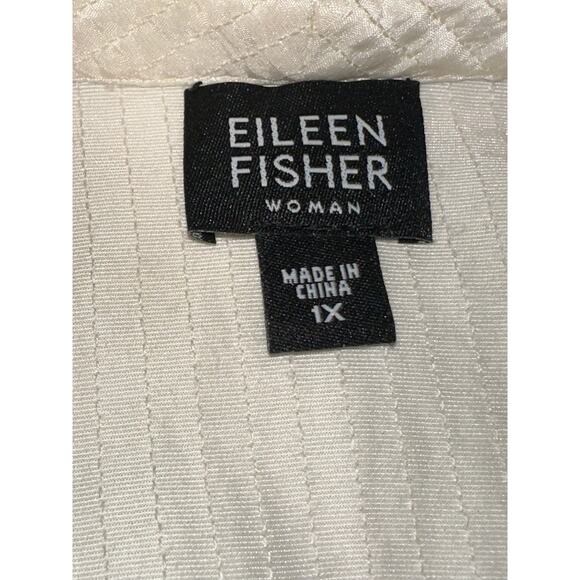 EILEEN
FISHER
WOMAN
MADE IN
CHINA
1X